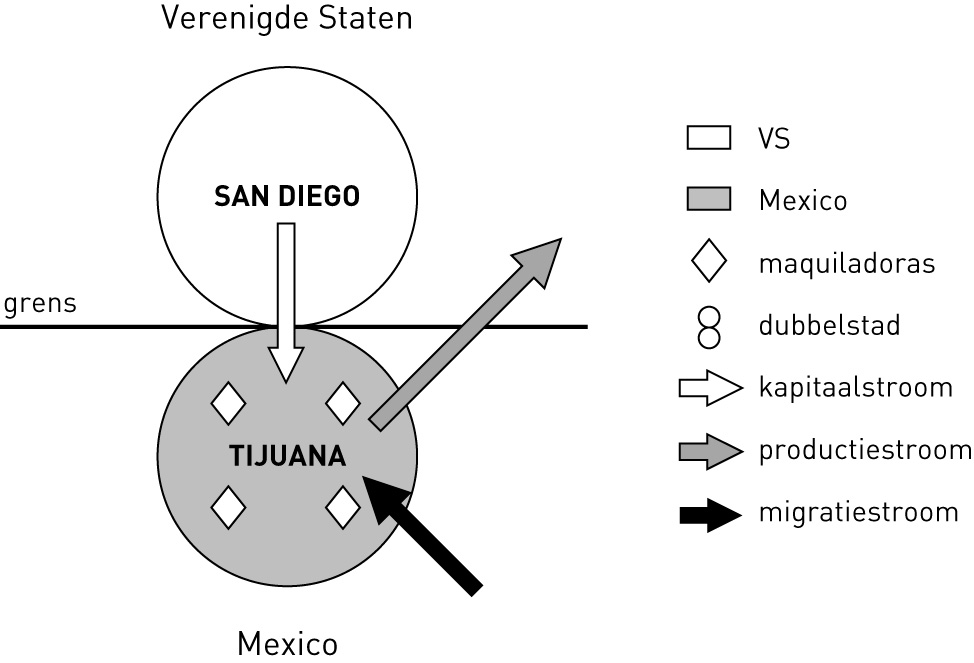 Verenigde Staten
SAN DIEGO
grens
TIJUANA
Mexico
VS
Mexico
maquiladoras
dubbelstad
kapitaalstroom
productiestroom
migratiestroom